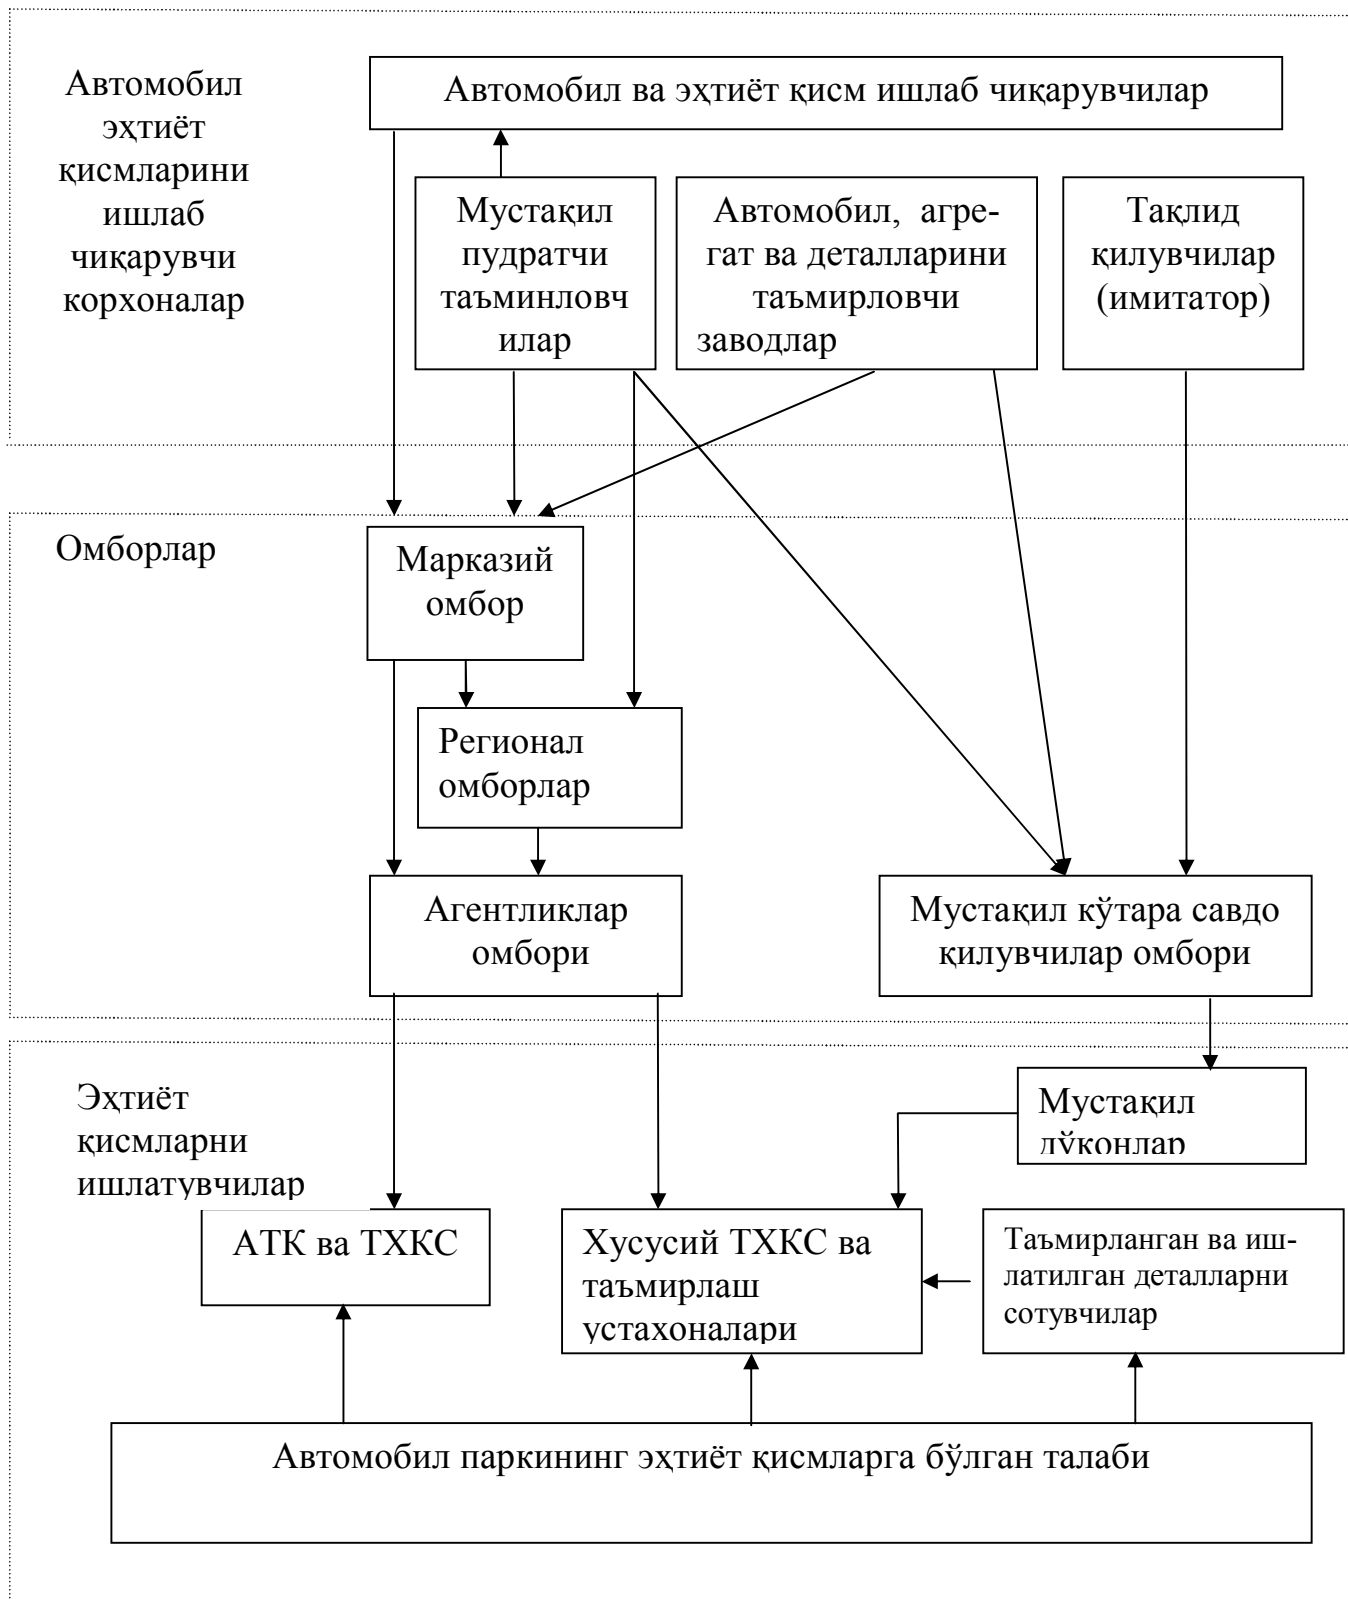 Автомобил
эҳтиёт
қисмларини
ишлаб
чиқарувчи
корхоналар
Автомобил ва эҳтиёт қисм ишлаб чиқарувчилар
Мустақил
пудратчи
таъминловч
илар
Автомобил, агре-
гат ва деталларини
таъмирловчи
заводлар
Тақлид
қилувчилар
(имитатор)
Омборлар
Марказий
омбор
Регионал
омборлар
Агентликлар
омбори
Мустақил кўтара савдо
қилувчилар омбори
Эҳтиёт
қисмларни
ишлатувчилар
Мустақил
дўконлар
АТК ва ТХКС
Хусусий ТХКС ва
таъмирлаш
устахоналари
Таъмирланган ва иш-
латилган деталларни
сотувчилар
Автомобил паркининг эҳтиёт қисмларга бўлган талаби